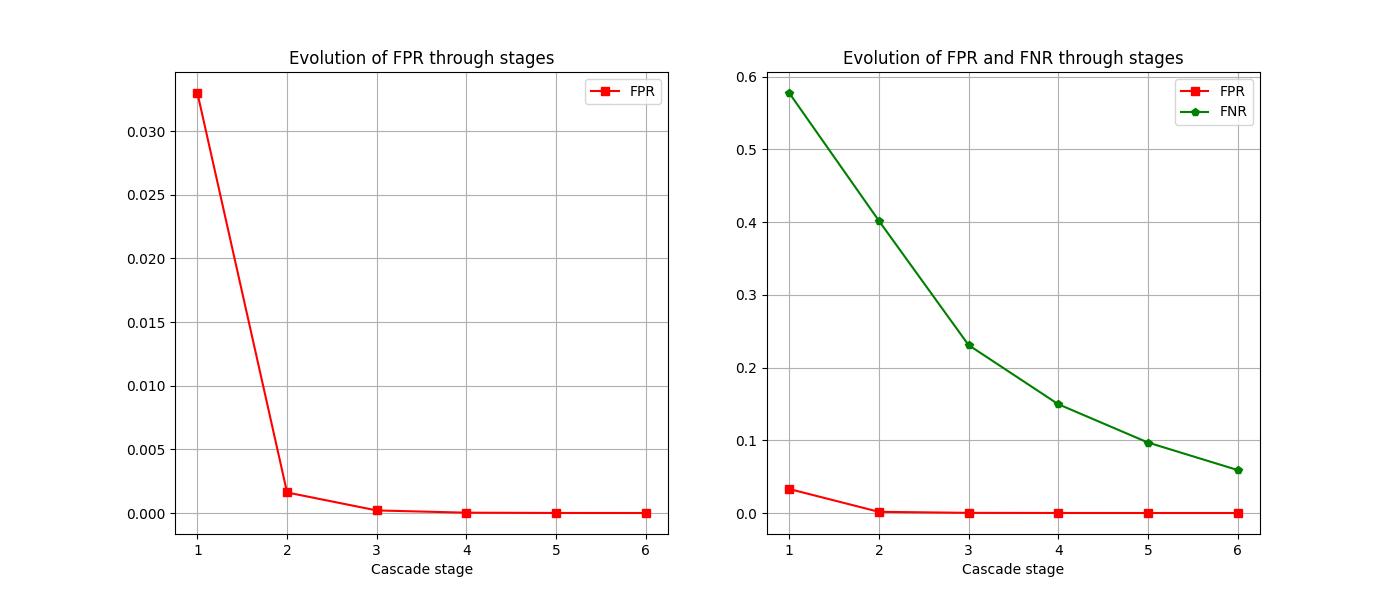 Evolution of FPR through stages
FPR
0.030
0.025
0.020
0.015
0.010
0.005
0.000
1 2 3 4 5 6
Cascade stage
Evolution of FPR and FNR through stages
FPR
FNR
0.6
0.5
0.4
0.3
0.2
0.1
0.0
1 2 3 4 5 6
Cascade stage